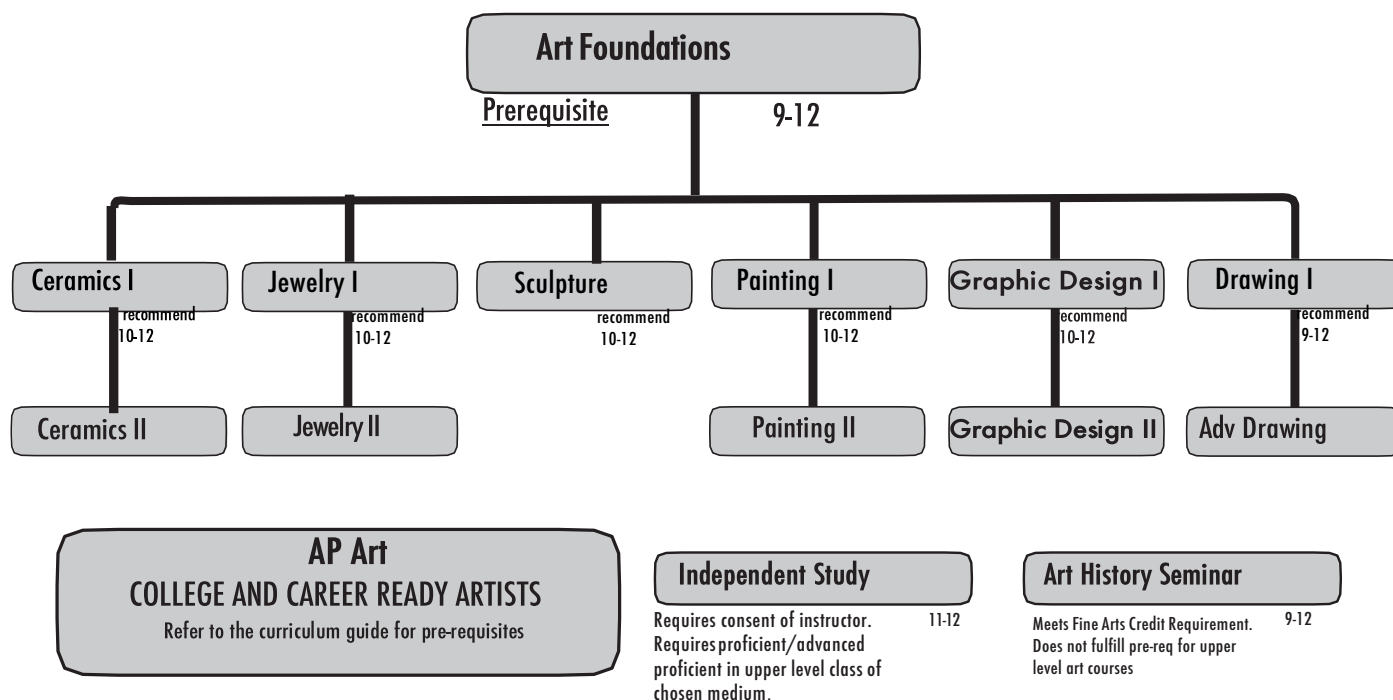 Art Foundations
Prerequisite 9-12
Ceramics I
Jewelry I
Sculpture
Painting I
Graphic Design I
Drawing I
recommend
10-12
recommend
10-12
recommend
10-12
recommend
10-12
recommend
10-12
recommend
9-12
Ceramics II
Jewelry II
Painting II
Graphic Design II
Adv Drawing
AP Art
COLLEGE AND CAREER READY ARTISTS
Refer to the curriculum guide for pre-requisites
Independent Study
Requires consent of instructor. 11-12
Requires proficient/advanced
proficient in upper level class of
chosen medium.
Art History Seminar
Meets Fine Arts Credit Requirement. 9-12
Does not fulfill pre-req for upper
level art courses